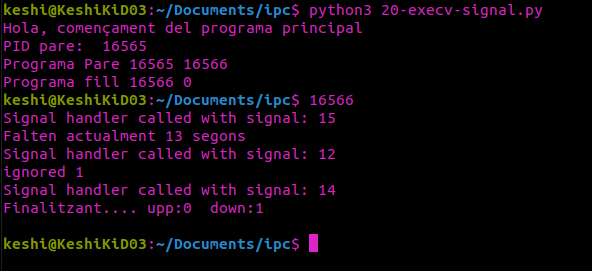 keshi@KeshiKiD03:~/Documents/ipc$ python3 20-execv-signal.py
Hola, començament del programa principal
PID pare:  16565
Programa Pare 16565 16566
Programa fill 16566 0
keshi@KeshiKiD03:~/Documents/ipc$ 16566
Signal handler called with signal: 15
Falten actualment 13 segons
Signal handler called with signal: 12
ignored 1
Signal handler called with signal: 14
Finalitzant.... upp:0  down:1
keshi@KeshiKiD03:~/Documents/ipc$